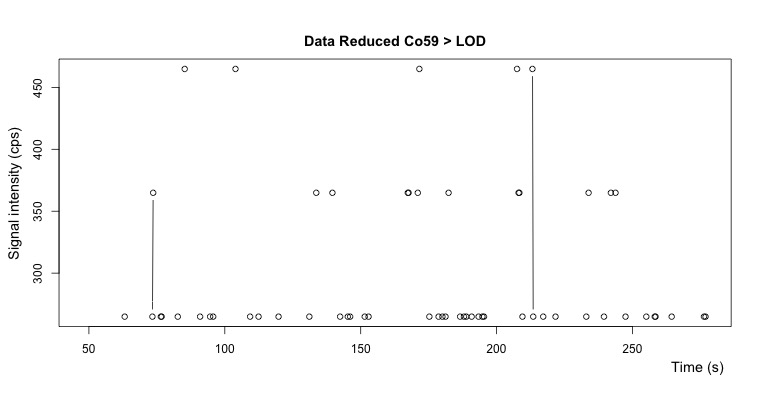 Data Reduced Co59 > LOD
Signal intensity (cps)
450
400
350
300
50 100 150 200 250
Time (s)